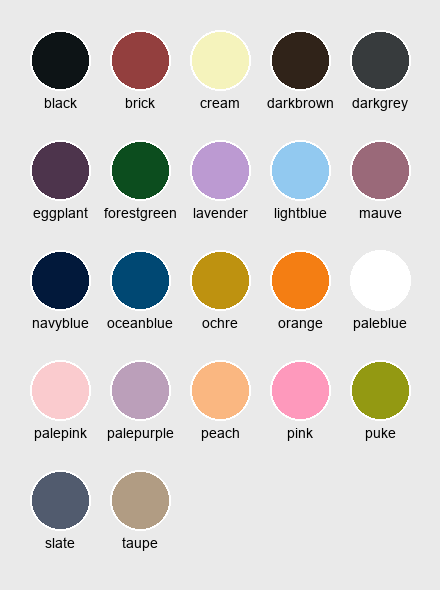 black brick cream darkbrown darkgrey
eggplant forestgreen lavender lightblue mauve
navyblue oceanblue ochre orange paleblue
palepink palepurple peach pink puke
slate taupe